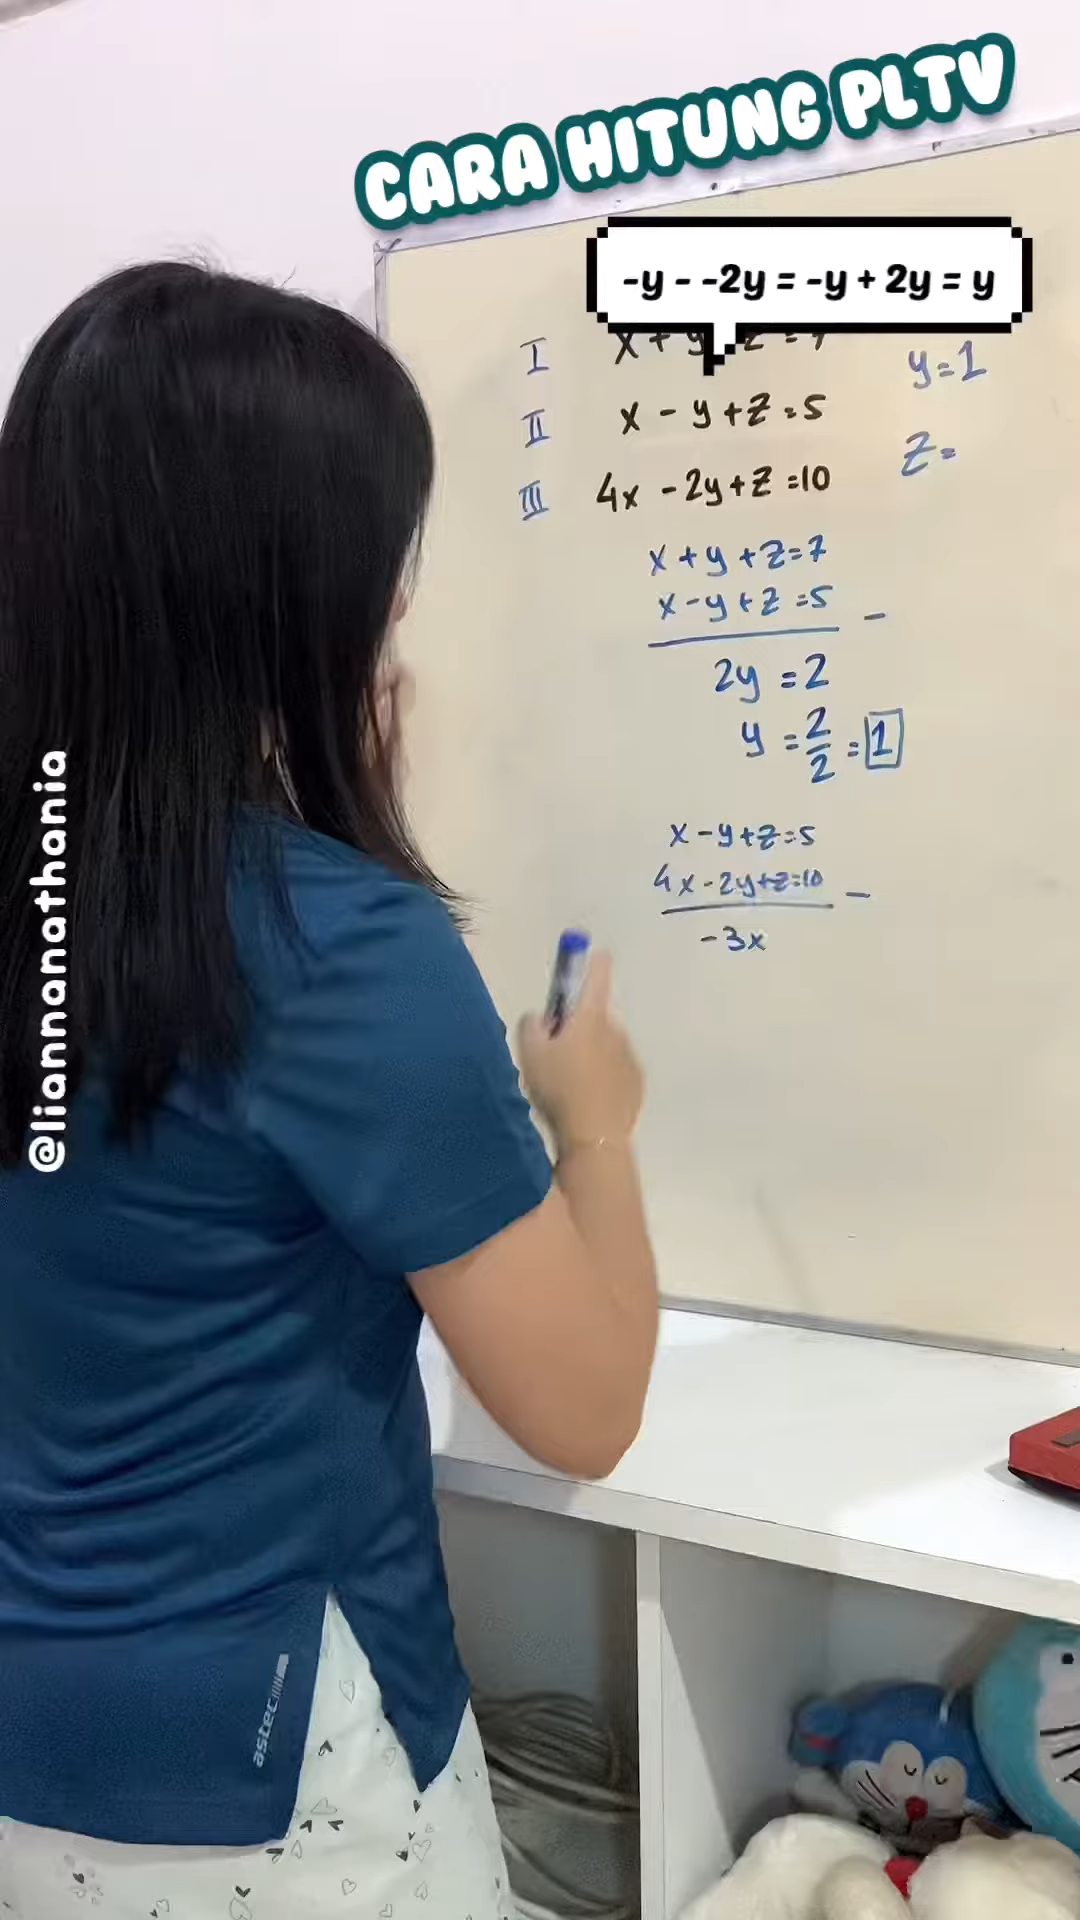 CARA HITUNG PLTV
-y - -2y = -y + 2y = y
I x + y + z = 7
y=1
II x - y + z = 5
z=
III 4x - 2y + z = 10
x + y + z = 7
x - y + z = 5 -
2y = 2
y = 2/2 = 1
x - y + z = 5
4x - 2y + z = 10 -
-3x
@liannanathania
astec